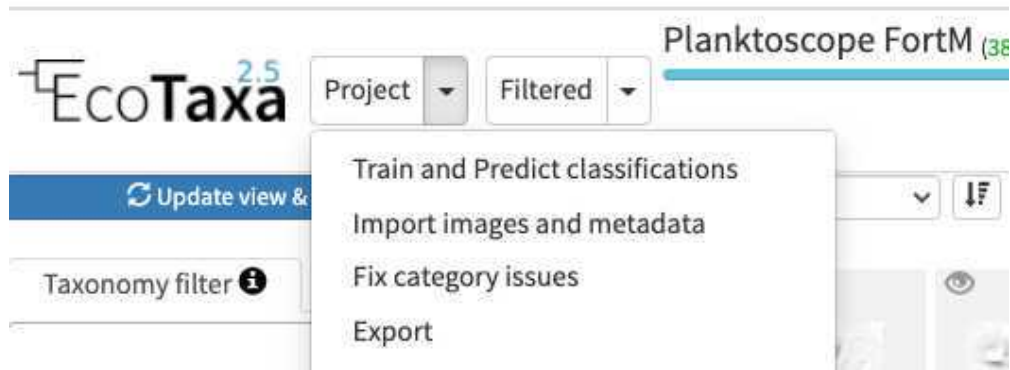 Planktoscope FortM (38
EcoTaxa 2.5
Project
Filtered
Train and Predict classifications
Update view &
Import images and metadata
Taxonomy filter
Fix category issues
Export